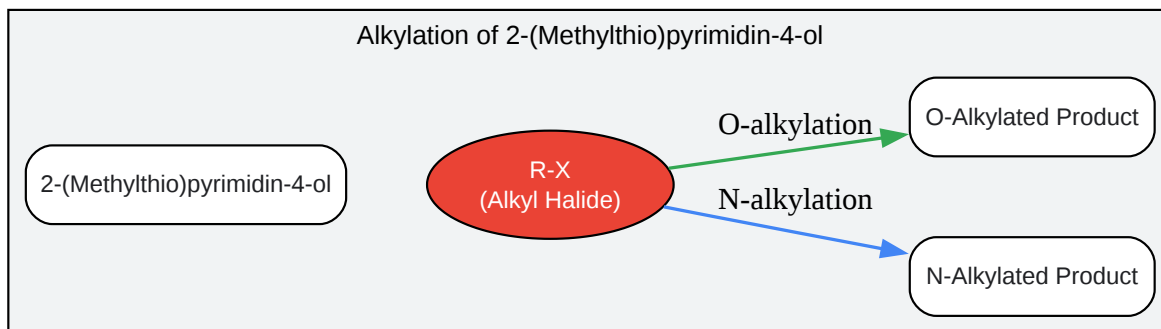 Alkylation of 2-(Methylthio)pyrimidin-4-ol
2-(Methylthio)pyrimidin-4-ol
R-X
(Alkyl Halide)
O-alkylation
N-alkylation
O-Alkylated Product
N-Alkylated Product